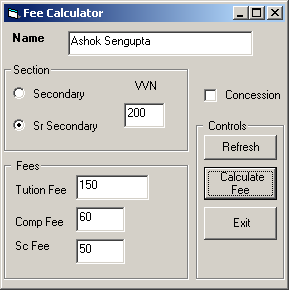 Fee Calculator
Name
Ashok Sengupta
Section
Secondary
VVN
Sr Secondary
200
Concession
Controls
Refresh
Calculate
Fee
Exit
Fees
Tution Fee
150
Comp Fee
60
Sc Fee
50